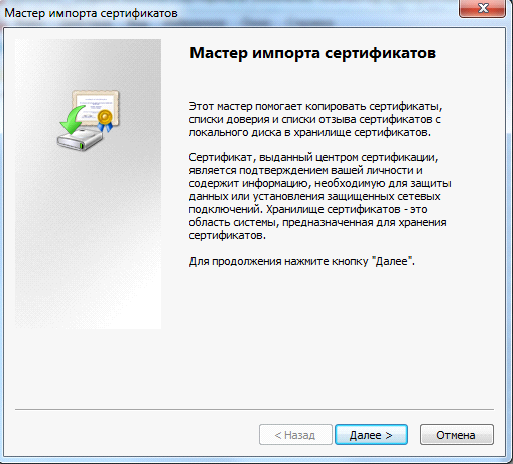 Мастер импорта сертификатов
Мастер импорта сертификатов
Этот мастер помогает копировать сертификаты,
списки доверия и списки отзыва сертификатов с
локального диска в хранилище сертификатов.
Сертификат, выданный центром сертификации,
является подтверждением вашей личности и
содержит информацию, необходимую для защиты
данных или установления защищенных сетевых
подключений. Хранилище сертификатов - это
область системы, предназначенная для хранения
сертификатов.
Для продолжения нажмите кнопку "Далее".
< Назад
Далее >
Отмена